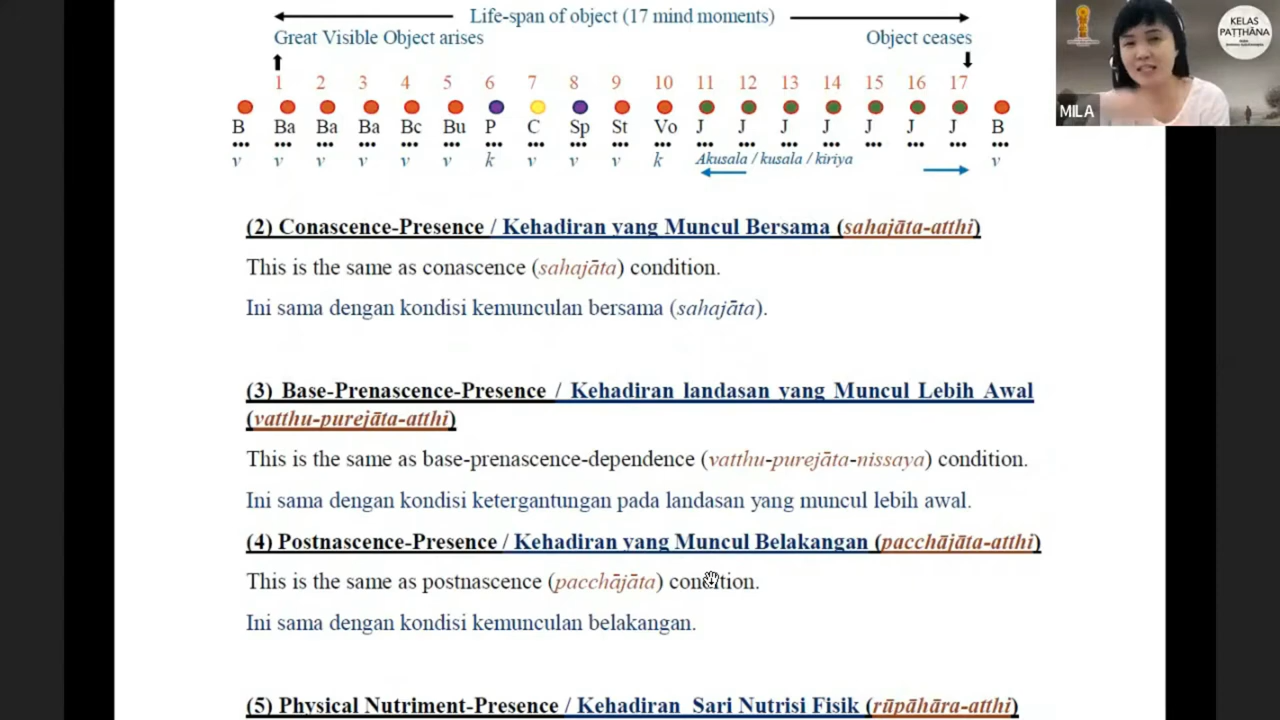 Life-span of object (17 mind moments)
Great Visible Object arises
Object ceases
1 2 3 4 5 6 7 8 9 10 11 12 13 14 15 16 17
B Ba Ba Ba Bc Bu P C Sp St Vo J J J J J J J B
v v v v v v k v v v k Akusala / kusala / kiriya v
(2) Conascence-Presence / Kehadiran yang Muncul Bersama (sahajāta-atthi)
This is the same as conascence (sahajāta) condition.
Ini sama dengan kondisi kemunculan bersama (sahajāta).
(3) Base-Prenascence-Presence / Kehadiran landasan yang Muncul Lebih Awal
(vatthu-purejāta-atthi)
This is the same as base-prenascence-dependence (vatthu-purejāta-nissaya) condition.
Ini sama dengan kondisi ketergantungan pada landasan yang muncul lebih awal.
(4) Postnascence-Presence / Kehadiran yang Muncul Belakangan (pacchājāta-atthi)
This is the same as postnascence (pacchājāta) condition.
Ini sama dengan kondisi kemunculan belakangan.
(5) Physical Nutriment-Presence / Kehadiran Sari Nutrisi Fisik (rūpāhāra-atthi)
MILA
KELAS
PAṬṬHĀNA